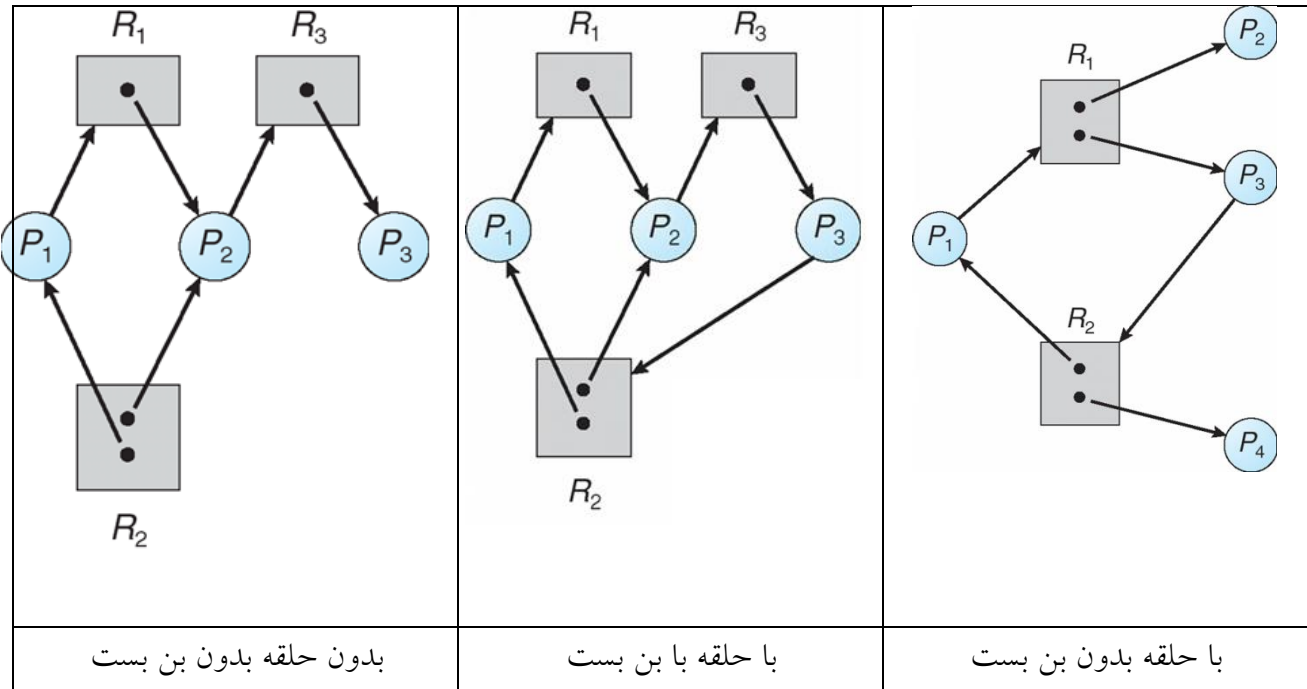 R1 R3
P1 P2 P3
R2
بدون حلقه بدون بن بست
R1 R3
P1 P2 P3
R2
با حلقه با بن بست
P2
R1
P3
P1
R2
P4
با حلقه بدون بن بست